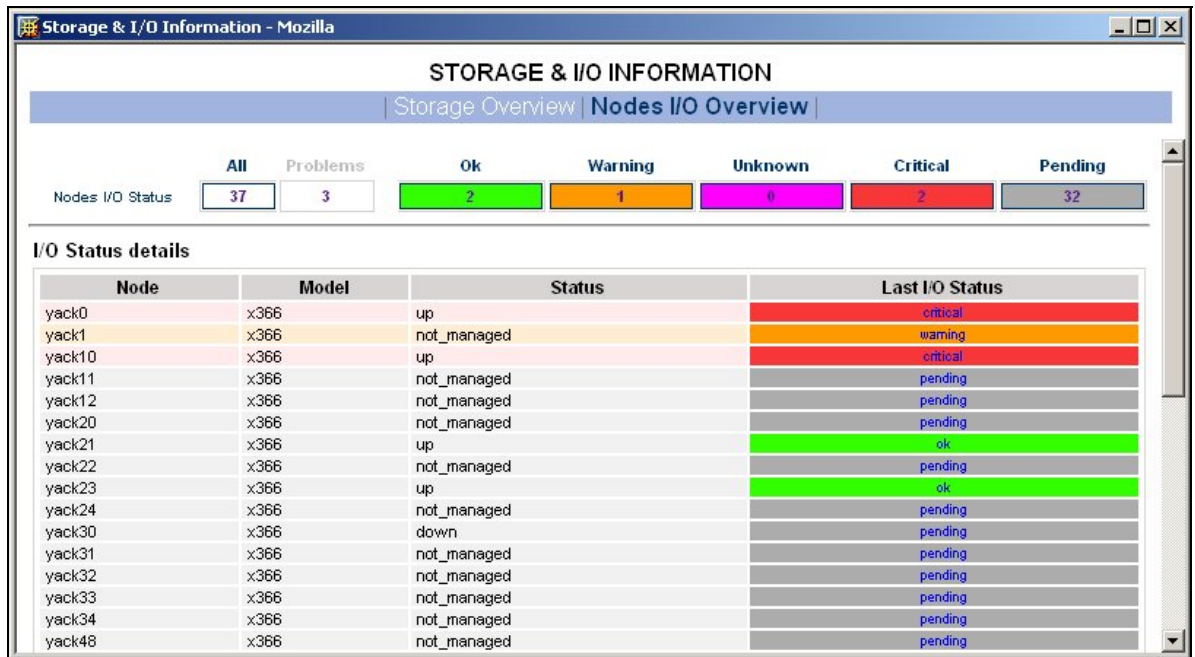 Storage & I/O Information - Mozilla
STORAGE & I/O INFORMATION
| Storage Overview | Nodes I/O Overview |
All Problems Ok Warning Unknown Critical Pending
Nodes I/O Status 37 3 2 1 0 2 32
I/O Status details
Node Model Status Last I/O Status
yack0 x366 up critical
yack1 x366 not_managed warning
yack10 x366 up critical
yack11 x366 not_managed pending
yack12 x366 not_managed pending
yack20 x366 not_managed pending
yack21 x366 up ok
yack22 x366 not_managed pending
yack23 x366 up ok
yack24 x366 not_managed pending
yack30 x366 down pending
yack31 x366 not_managed pending
yack32 x366 not_managed pending
yack33 x366 not_managed pending
yack34 x366 not_managed pending
yack48 x366 not_managed pending